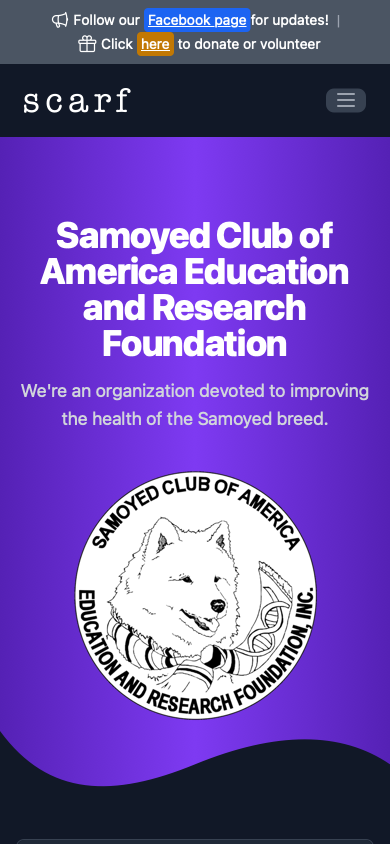 Follow our Facebook page for updates! |
Click here to donate or volunteer
scarf
Samoyed Club of
America Education
and Research
Foundation
We're an organization devoted to improving
the health of the Samoyed breed.
SAMOYED CLUB OF AMERICA
EDUCATION AND RESEARCH FOUNDATION, INC.